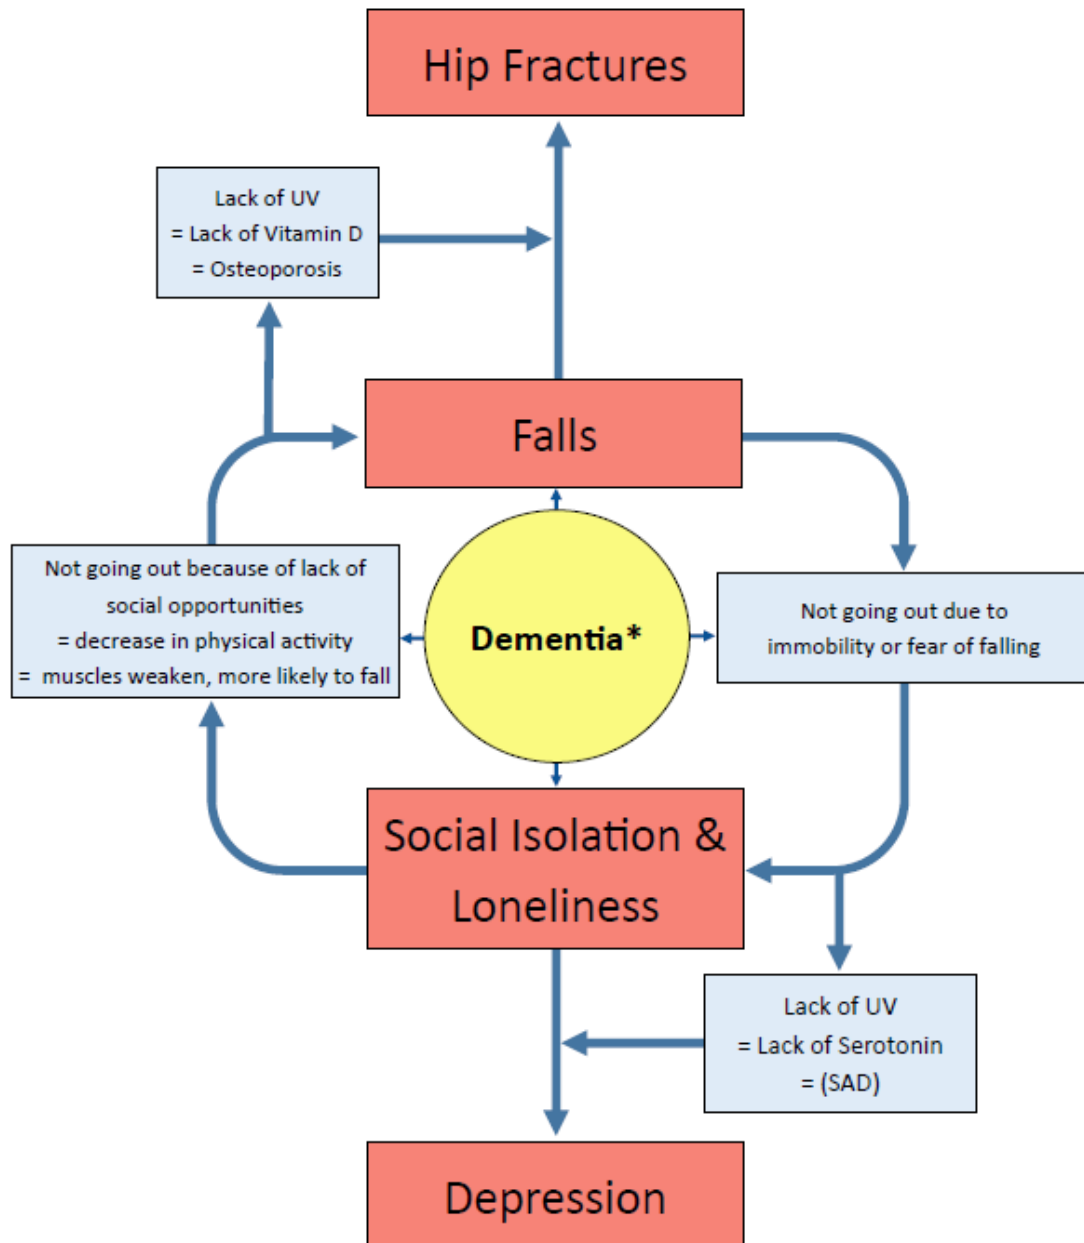 Hip Fractures
Lack of UV
= Lack of Vitamin D
= Osteoporosis
Falls
Not going out because of lack of
social opportunities
= decrease in physical activity
= muscles weaken, more likely to fall
Dementia*
Not going out due to
immobility or fear of falling
Social Isolation &
Loneliness
Lack of UV
= Lack of Serotonin
= (SAD)
Depression